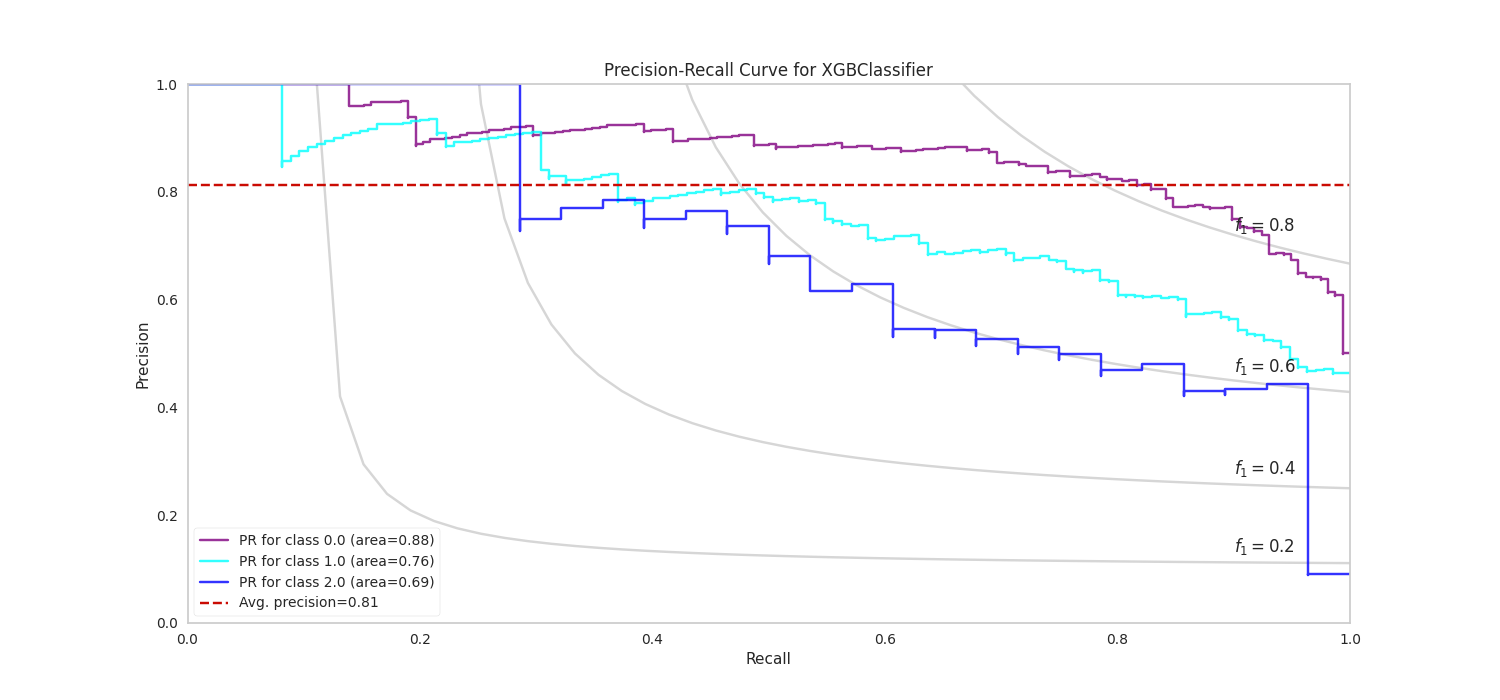 Precision-Recall Curve for XGBClassifier
1.0
0.8
0.6
0.4
0.2
0.0
Precision
f₁ = 0.8
f₁ = 0.6
f₁ = 0.4
f₁ = 0.2
PR for class 0.0 (area=0.88)
PR for class 1.0 (area=0.76)
PR for class 2.0 (area=0.69)
Avg. precision=0.81
0.0 0.2 0.4 0.6 0.8 1.0
Recall